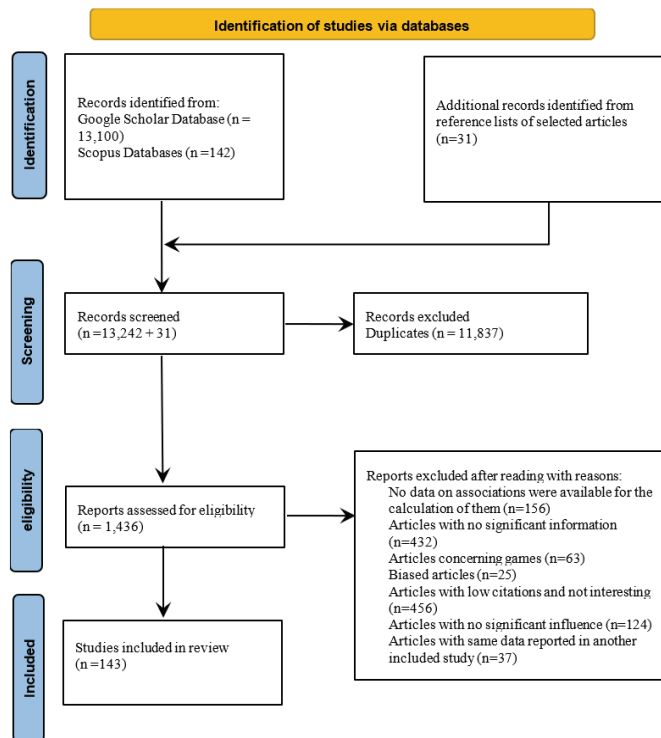 Identification of studies via databases
Identification
Records identified from:
Google Scholar Database (n =
13,100)
Scopus Databases (n =142)
Additional records identified from
reference lists of selected articles
(n=31)
Screening
Records screened
(n =13,242 + 31)
Records excluded
Duplicates (n = 11,837)
eligibility
Reports assessed for eligibility
(n = 1,436)
Reports excluded after reading with reasons:
No data on associations were available for the
calculation of them (n=156)
Articles with no significant information
(n=432)
Articles concerning games (n=63)
Biased articles (n=25)
Articles with low citations and not interesting
(n=456)
Articles with no significant influence (n=124)
Articles with same data reported in another
included study (n=37)
Included
Studies included in review
(n =143)